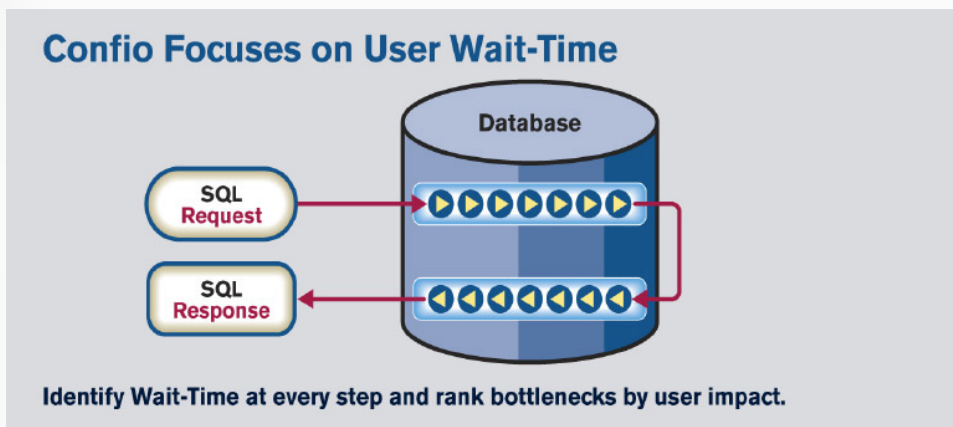 Confio Focuses on User Wait-Time
Database
SQL
Request
SQL
Response
Identify Wait-Time at every step and rank bottlenecks by user impact.